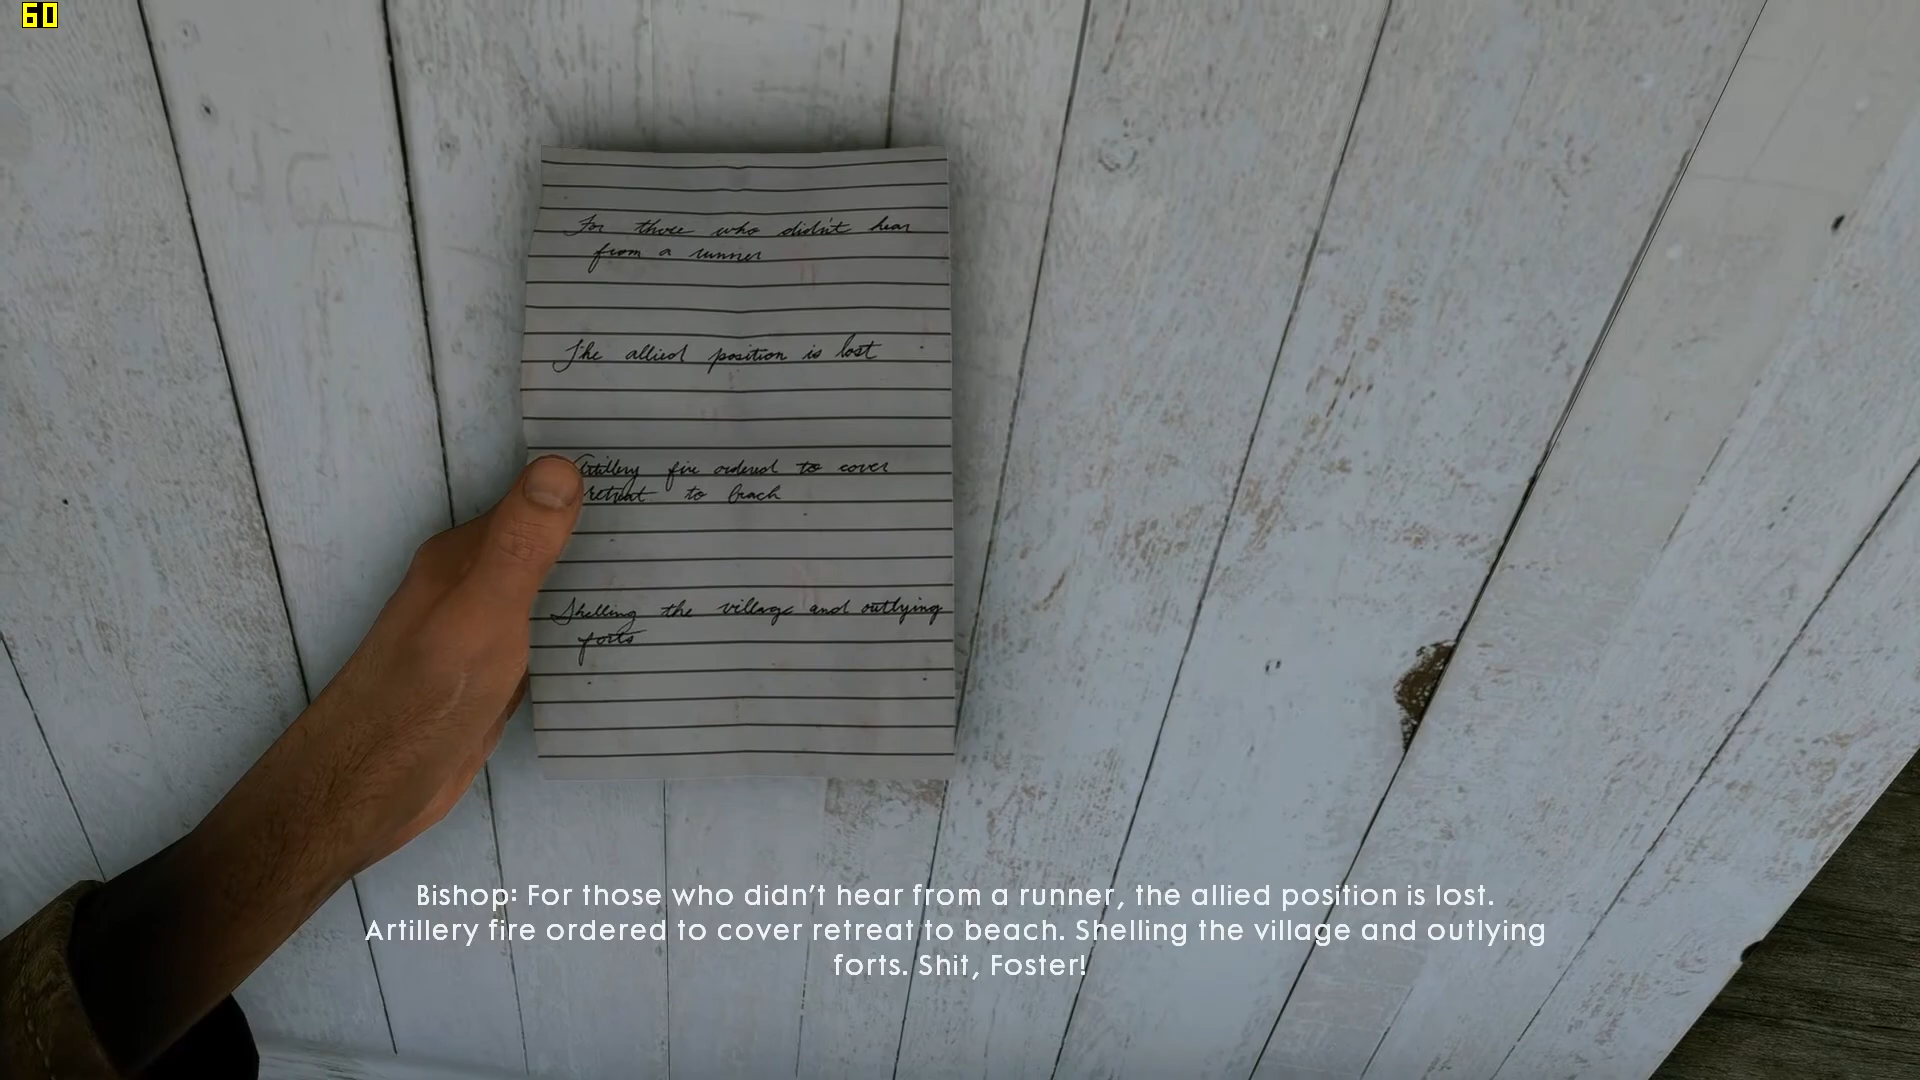 60
For those who didn't hear
from a runner
The allied position is lost
Artillery fire ordered to cover
retreat to beach
Shelling the village and outlying
forts
Bishop: For those who didn’t hear from a runner, the allied position is lost.
Artillery fire ordered to cover retreat to beach. Shelling the village and outlying
forts. Shit, Foster!